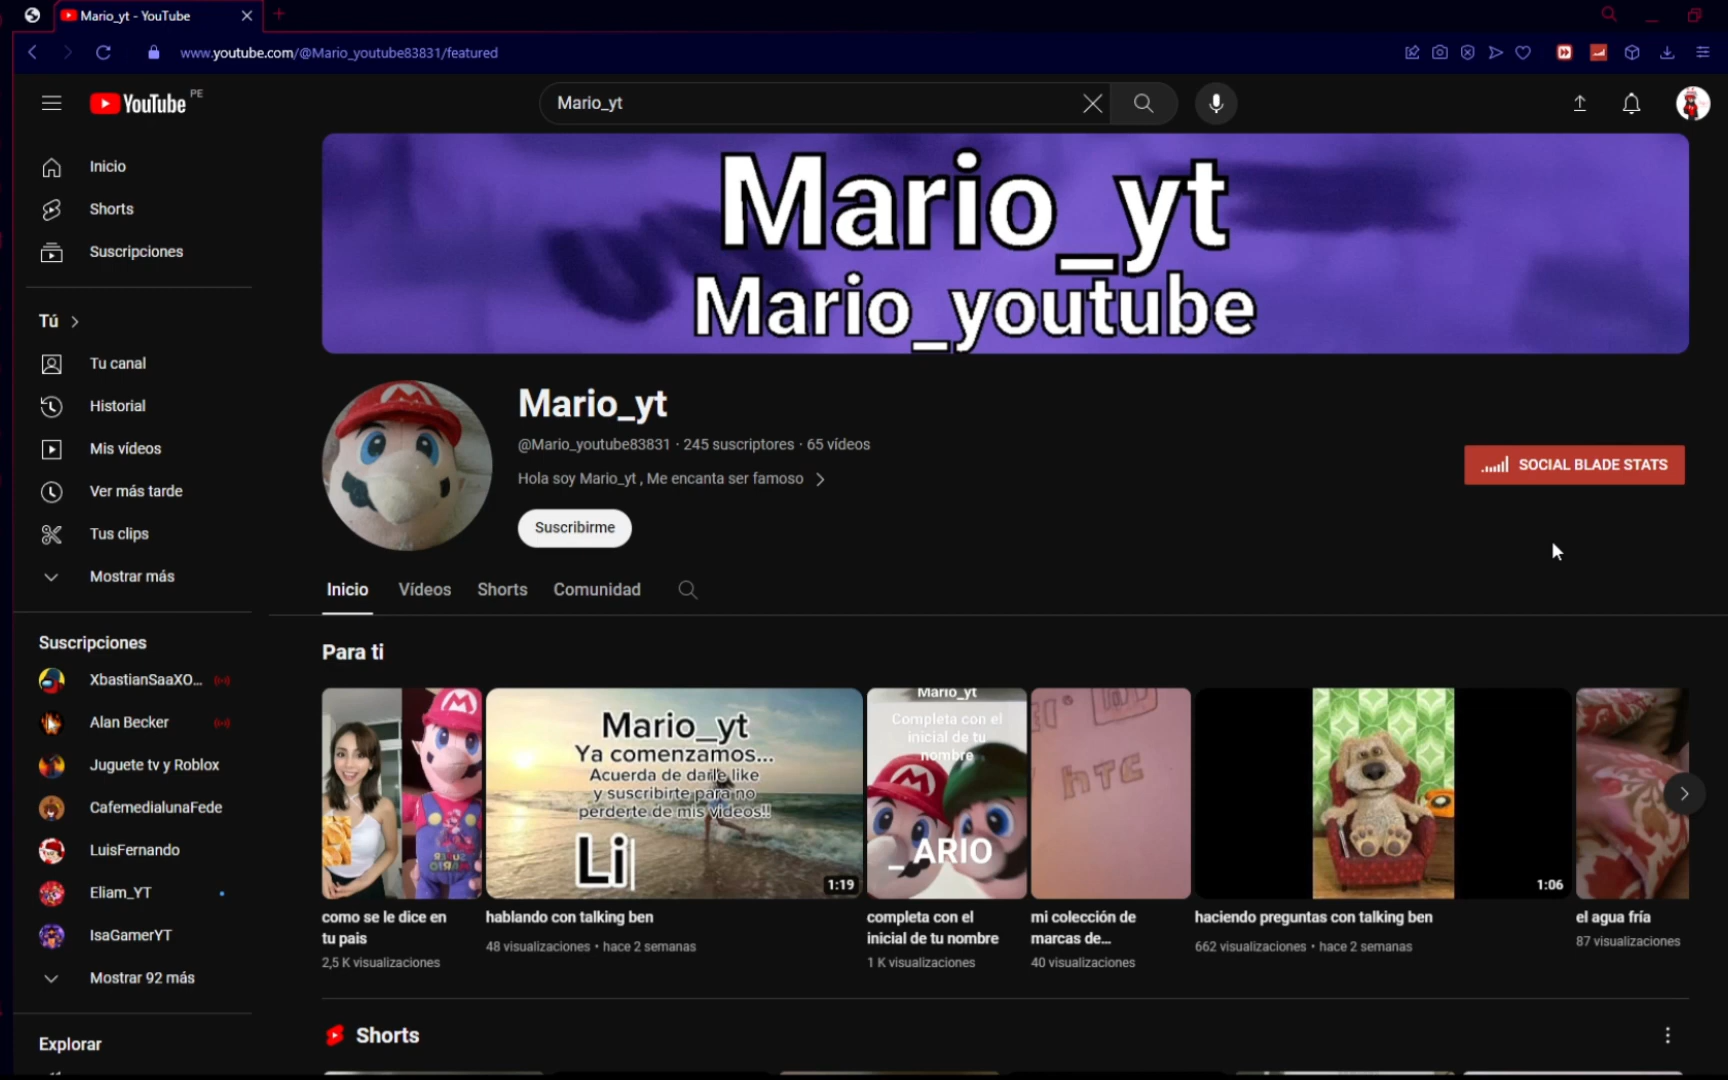 Mario_yt - YouTube
www.youtube.com/@Mario_youtube83831/featured
YouTube PE
Mario_yt
Inicio
Shorts
Suscripciones
Tú
Tu canal
Historial
Mis vídeos
Ver más tarde
Tus clips
Mostrar más
Suscripciones
XbastianSaaXO...
Alan Becker
Juguete tv y Roblox
CafemedialunaFede
LuisFernando
Eliam_YT
IsaGamerYT
Mostrar 92 más
Explorar
Mario_yt
Mario_youtube
Mario_yt
@Mario_youtube83831 · 245 suscriptores · 65 vídeos
Hola soy Mario_yt , Me encanta ser famoso
SOCIAL BLADE STATS
Suscribirme
Inicio
Vídeos
Shorts
Comunidad
Para ti
como se le dice en
tu pais
2,5 K visualizaciones
Mario_yt
Ya comenzamos...
Acuerda de darle like
y suscribirte para no
perderte de mis videos!!
Li
1:19
hablando con talking ben
48 visualizaciones • hace 2 semanas
Mario_yt
Completa con el
inicial de tu
nombre
_ ARIO
completa con el
inicial de tu nombre
1 K visualizaciones
htc
mi colección de
marcas de...
40 visualizaciones
1:06
haciendo preguntas con talking ben
662 visualizaciones • hace 2 semanas
el agua fría
87 visualizaciones
Shorts